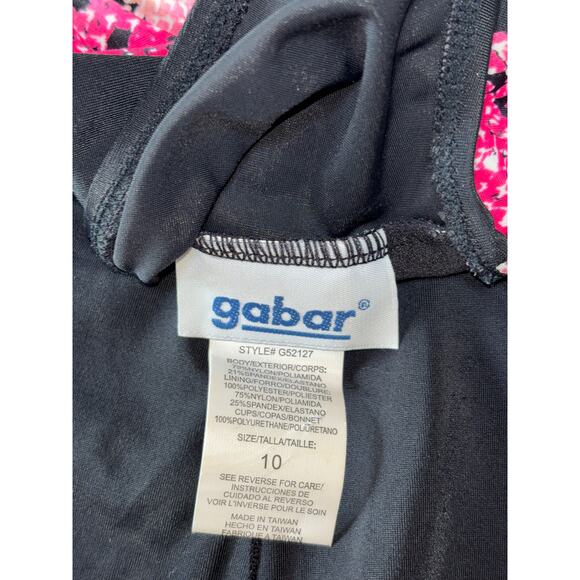 gabar®
STYLE# G52127
BODY/EXTERIOR/CORPS:
79%NYLON/POLIAMIDA
21%SPANDEX/ELASTANO
LINING/FORRO/DOUBLURE:
100%POLYESTER/POLIESTER
75%NYLON/POLIAMIDA
25%SPANDEX/ELASTANO
CUPS/COPAS/BONNET
100%POLYURETHANE/POLIURETANO
SIZE/TALLA/TAILLE:
10
SEE REVERSE FOR CARE/
INSTRUCCIONES DE
CUIDADO AL REVERSO
VOIR L'INVERSE POUR LE SOIN
MADE IN TAIWAN
HECHO EN TAIWAN
FABRIQUE A TAIWAN